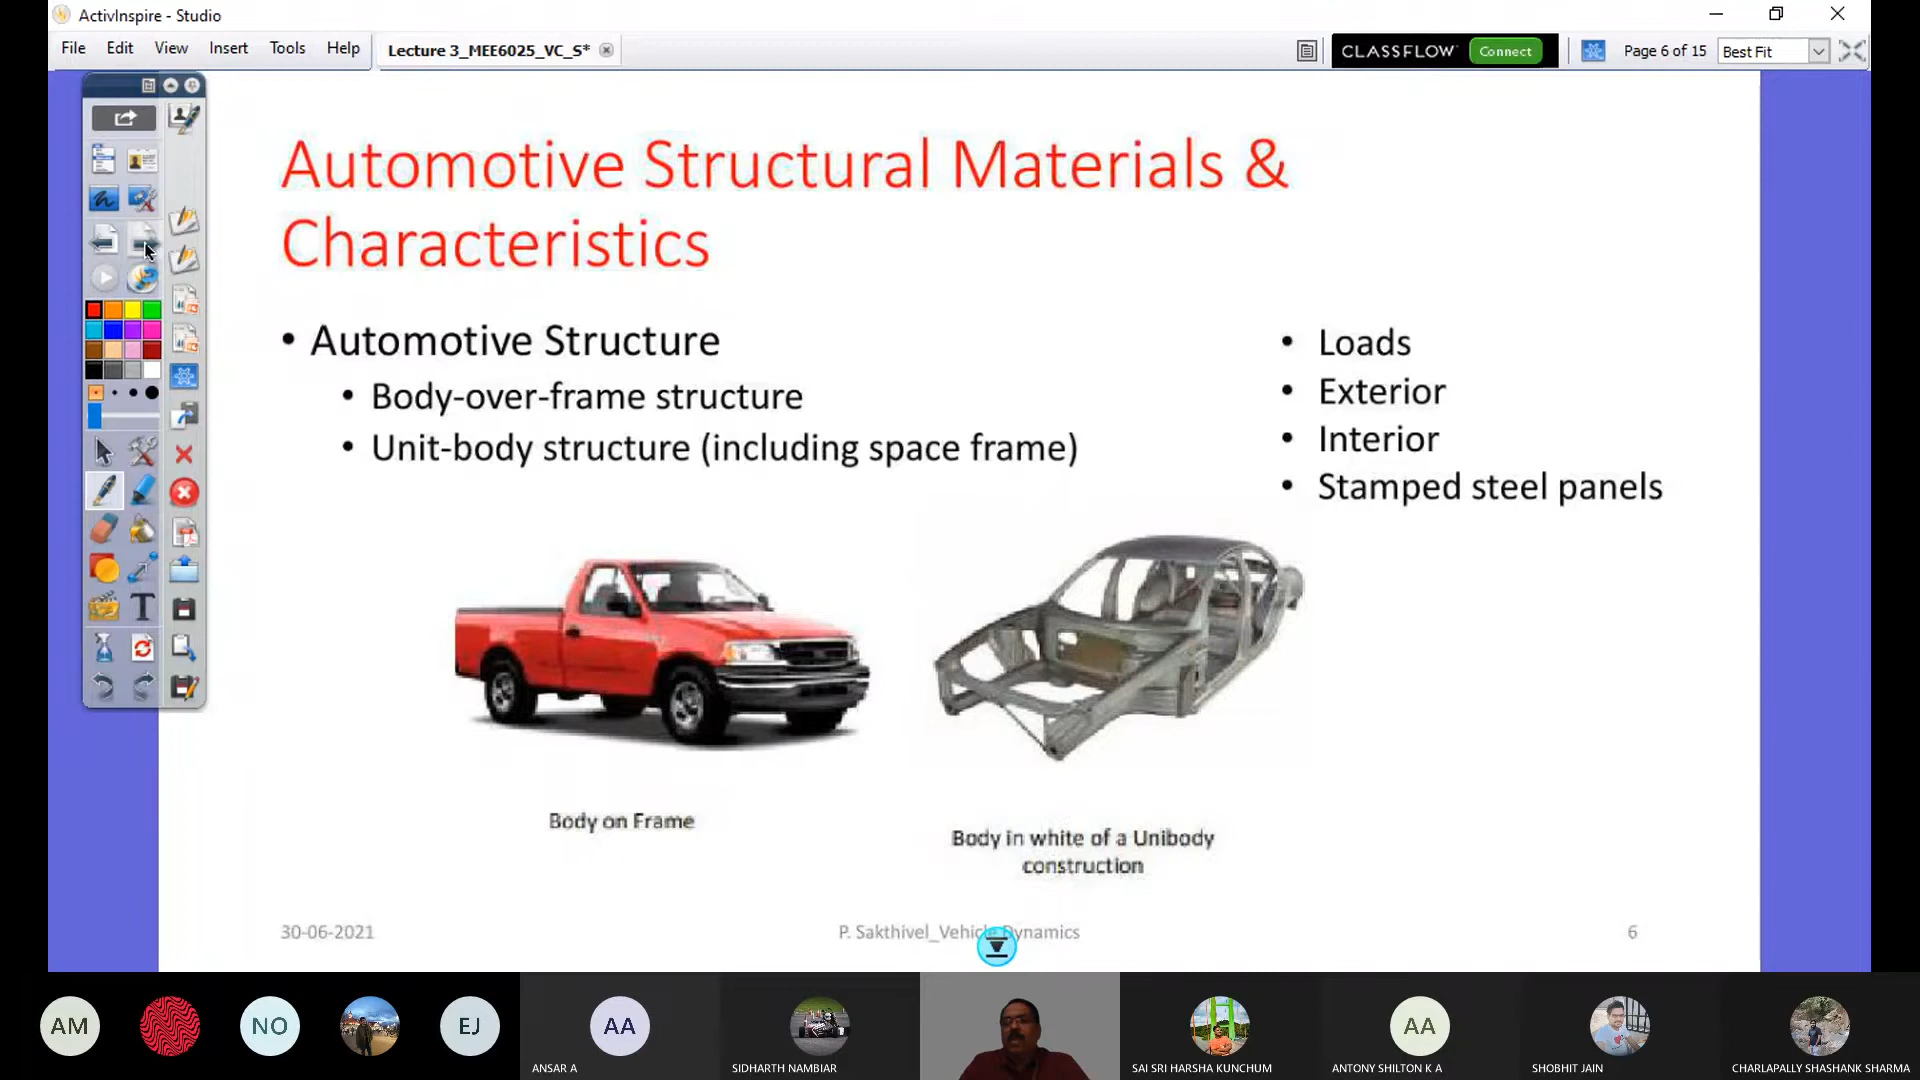 ActivInspire - Studio
File Edit View Insert Tools Help
Lecture 3_MEE6025_VC_S*
CLASSFLOW Connect
Page 6 of 15
Best Fit
Automotive Structural Materials &
Characteristics
• Automotive Structure
• Body-over-frame structure
• Unit-body structure (including space frame)
• Loads
• Exterior
• Interior
• Stamped steel panels
Body on Frame
Body in white of a Unibody
construction
30-06-2021
P. Sakthivel_Vehicle Dynamics
6
AM
NO
EJ
AA
AA
ANSAR A
SIDHARTH NAMBIAR
SAI SRI HARSHA KUNCHUM
ANTONY SHILTON K A
SHOBHIT JAIN
CHARLAPALLY SHASHANK SHARMA